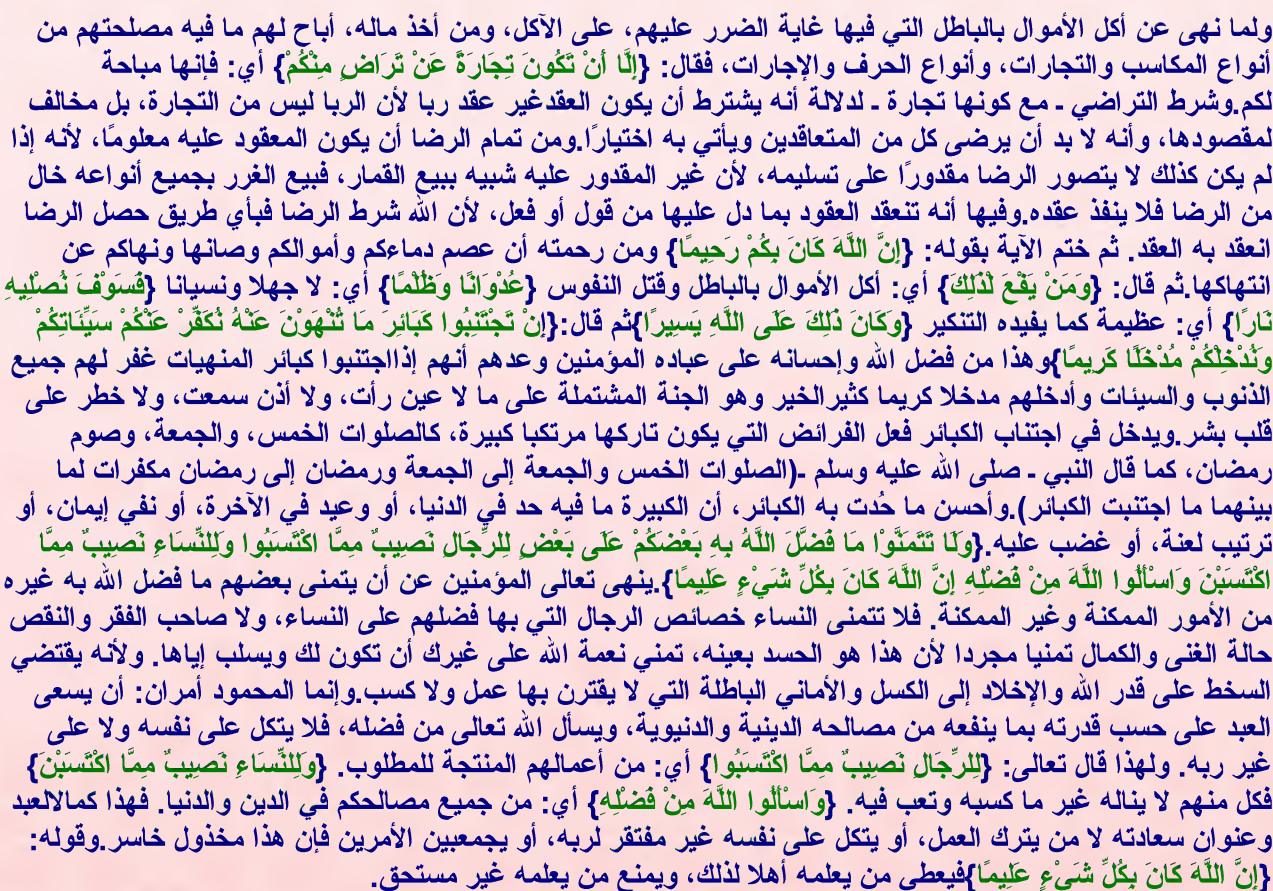 ولما نهى عن أكل الأموال بالباطل التي فيها غاية الضرر عليهم، على الآكل، ومن أخذ ماله، أباح لهم ما فيه مصلحتهم من
أنواع المكاسب والتجارات، وأنواع الحرف والإجارات، فقال: {إِلَّا أَنْ تَكُونَ تِجَارَةً عَنْ تَرَاضٍ مِنْكُمْ} أي: فإنها مباحة
لكم.وشرط التراضي ـ مع كونها تجارة ـ لدلالة أنه يشترط أن يكون العقدغير عقد ربا لأن الربا ليس من التجارة، بل مخالف
لمقصودها، وأنه لا بد أن يرضى كل من المتعاقدين ويأتي به اختيارًا.ومن تمام الرضا أن يكون المعقود عليه معلومًا، لأنه إذا
لم يكن كذلك لا يتصور الرضا مقدورًا على تسليمه، لأن غير المقدور عليه شبيه ببيع القمار، فبيع الغرر بجميع أنواعه خال
من الرضا فلا ينفذ عقده.وفيها أنه تنعقد العقود بما دل عليها من قول أو فعل، لأن الله شرط الرضا فبأي طريق حصل الرضا
انعقد به العقد. ثم ختم الآية بقوله: {إِنَّ اللَّهَ كَانَ بِكُمْ رَحِيمًا} ومن رحمته أن عصم دماءكم وأموالكم وصانها ونهاكم عن
انتهاكها.ثم قال: {وَمَنْ يَفْعَ لْذَلِكَ} أي: أكل الأموال بالباطل وقتل النفوس {عُدْوَانًا وَظُلْمًا} أي: لا جهلا ونسيانا {فَسَوْفَ نُصْلِيهِ
نَارًا} أي: عظيمة كما يفيده التنكير {وَكَانَ ذَلِكَ عَلَى اللَّهِ يَسِيرًا}ثم قال:{إِنْ تَجْتَنِبُوا كَبَائِرَ مَا تُنْهَوْنَ عَنْهُ نُكَفِّرْ عَنْكُمْ سَيِّئَاتِكُمْ
وَنُدْخِلْكُمْ مُدْخَلًا كَرِيمًا}وهذا من فضل الله وإحسانه على عباده المؤمنين وعدهم أنهم إذااجتنبوا كبائر المنهيات غفر لهم جميع
الذنوب والسيئات وأدخلهم مدخلا كريما كثيرالخير وهو الجنة المشتملة على ما لا عين رأت، ولا أذن سمعت، ولا خطر على
قلب بشر.ويدخل في اجتناب الكبائر فعل الفرائض التي يكون تاركها مرتكبا كبيرة، كالصلوات الخمس، والجمعة، وصوم
رمضان، كما قال النبي ـ صلى الله عليه وسلم ـ(الصلوات الخمس والجمعة إلى الجمعة ورمضان إلى رمضان مكفرات لما
بينهما ما اجتنبت الكبائر).وأحسن ما حُدت به الكبائر، أن الكبيرة ما فيه حد في الدنيا، أو وعيد في الآخرة، أو نفي إيمان، أو
ترتيب لعنة، أو غضب عليه.{وَلَا تَتَمَنَّوْا مَا فَضَّلَ اللَّهُ بِهِ بَعْضَكُمْ عَلَى بَعْضٍ لِلرِّجَالِ نَصِيبٌ مِمَّا اكْتَسَبُوا وَلِلنِّسَاءِ نَصِيبٌ مِمَّا
اكْتَسَبْنَ وَاسْأَلُوا اللَّهَ مِنْ فَضْلِهِ إِنَّ اللَّهَ كَانَ بِكُلِّ شَيْءٍ عَلِيمًا}.ينهى تعالى المؤمنين عن أن يتمنى بعضهم ما فضل الله به غيره
من الأمور الممكنة وغير الممكنة. فلا تتمنى النساء خصائص الرجال التي بها فضلهم على النساء، ولا صاحب الفقر والنقص
حالة الغنى والكمال تمنيا مجردا لأن هذا هو الحسد بعينه، تمني نعمة الله على غيرك أن تكون لك ويسلب إياها. ولأنه يقتضي
السخط على قدر الله والإخلاد إلى الكسل والأماني الباطلة التي لا يقترن بها عمل ولا كسب.وإنما المحمود أمران: أن يسعى
العبد على حسب قدرته بما ينفعه من مصالحه الدينية والدنيوية، ويسأل الله تعالى من فضله، فلا يتكل على نفسه ولا على
غير ربه. ولهذا قال تعالى: {لِلرِّجَالِ نَصِيبٌ مِمَّا اكْتَسَبُوا} أي: من أعمالهم المنتجة للمطلوب. {وَلِلنِّسَاءِ نَصِيبٌ مِمَّا اكْتَسَبْنَ}
فكل منهم لا يناله غير ما كسبه وتعب فيه. {وَاسْأَلُوا اللَّهَ مِنْ فَضْلِهِ} أي: من جميع مصالحكم في الدين والدنيا. فهذا كمالالعبد
وعنوان سعادته لا من يترك العمل، أو يتكل على نفسه غير مفتقر لربه، أو يجمعبين الأمرين فإن هذا مخذول خاسر.وقوله:
{إِنَّ اللَّهَ كَانَ بِكُلِّ شَيْءٍ عَلِيمًا}فيعطي من يعلمه أهلا لذلك، ويمنع من يعلمه غير مستحق.